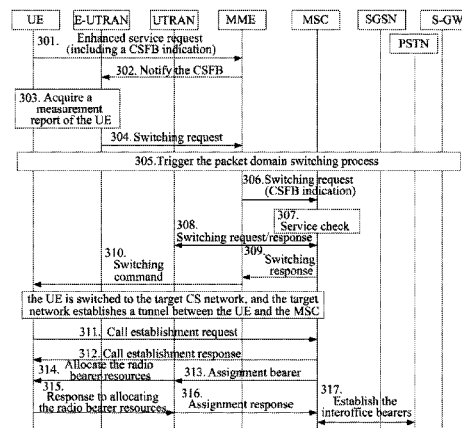 UE
E-UTRAN
UTRAN
MME
MSC
SGSN
S-GW
PSTN
301. Enhanced service request
(including a CSFB indication)
302. Notify the CSFB
303. Acquire a
measurement
report of the UE
304. Switching request
305.Trigger the packet domain switching process
306.Switching request
(CSFB indication)
307.
Service check
308.
Switching request/response
309.
Switching
response
310.
Switching
command
the UE is switched to the target CS network, and the target
network establishes a tunnel between the UE and the MSC
311. Call establishment request
312. Call establishment response
313. Assignment bearer
314. Allocate the radio
bearer resources
315.
Response to allocating
the radio bearer resources
316.
Assignment response
317.
Establish the
interoffice bearers